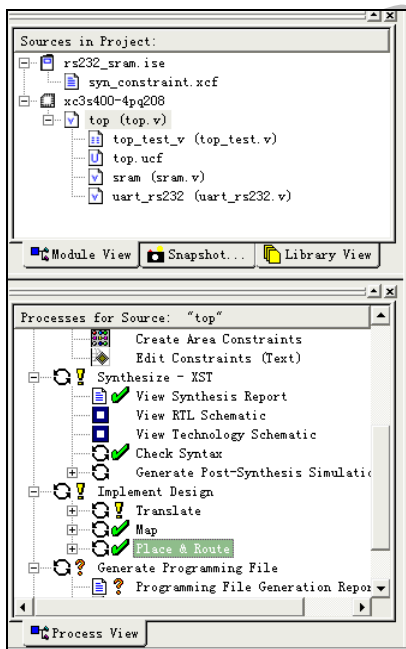 Sources in Project:
rs232_sram.ise
syn_constraint.xcf
xc3s400-4pq208
top (top.v)
top_test_v (top_test.v)
top.ucf
sram (sram.v)
uart_rs232 (uart_rs232.v)
Module View Snapshot... Library View
Processes for Source: "top"
Create Area Constraints
Edit Constraints (Text)
Synthesize - XST
View Synthesis Report
View RTL Schematic
View Technology Schematic
Check Syntax
Generate Post-Synthesis Simulatio
Implement Design
Translate
Map
Place & Route
Generate Programming File
Programming File Generation Repor
Process View